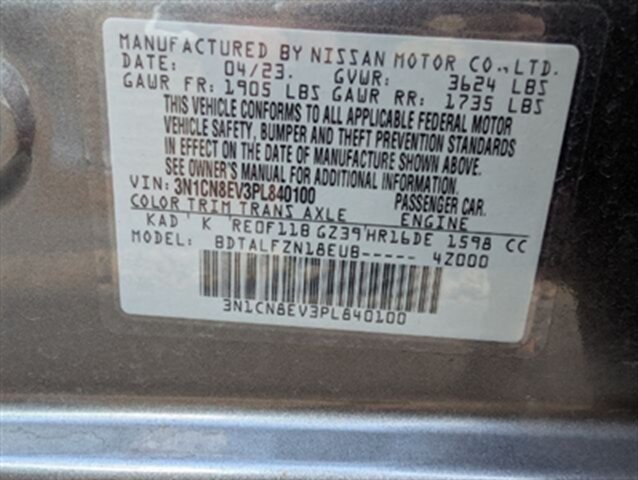 MANUFACTURED BY NISSAN MOTOR CO.,LTD.
DATE: 04/23. GVWR: 3624 LBS
GAWR FR: 1905 LBS GAWR RR: 1735 LBS
THIS VEHICLE CONFORMS TO ALL APPLICABLE FEDERAL MOTOR
VEHICLE SAFETY, BUMPER AND THEFT PREVENTION STANDARDS
IN EFFECT ON THE DATE OF MANUFACTURE SHOWN ABOVE.
SEE OWNER'S MANUAL FOR ADDITIONAL INFORMATION.
VIN: 3N1CN8EV3PL840100 PASSENGER CAR.
COLOR TRIM TRANS AXLE ENGINE
KAD K RE0F11B GZ39 HR16DE 1598 CC
MODEL: BDTALFZN18EUB----- 4Z000
3N1CN8EV3PL840100